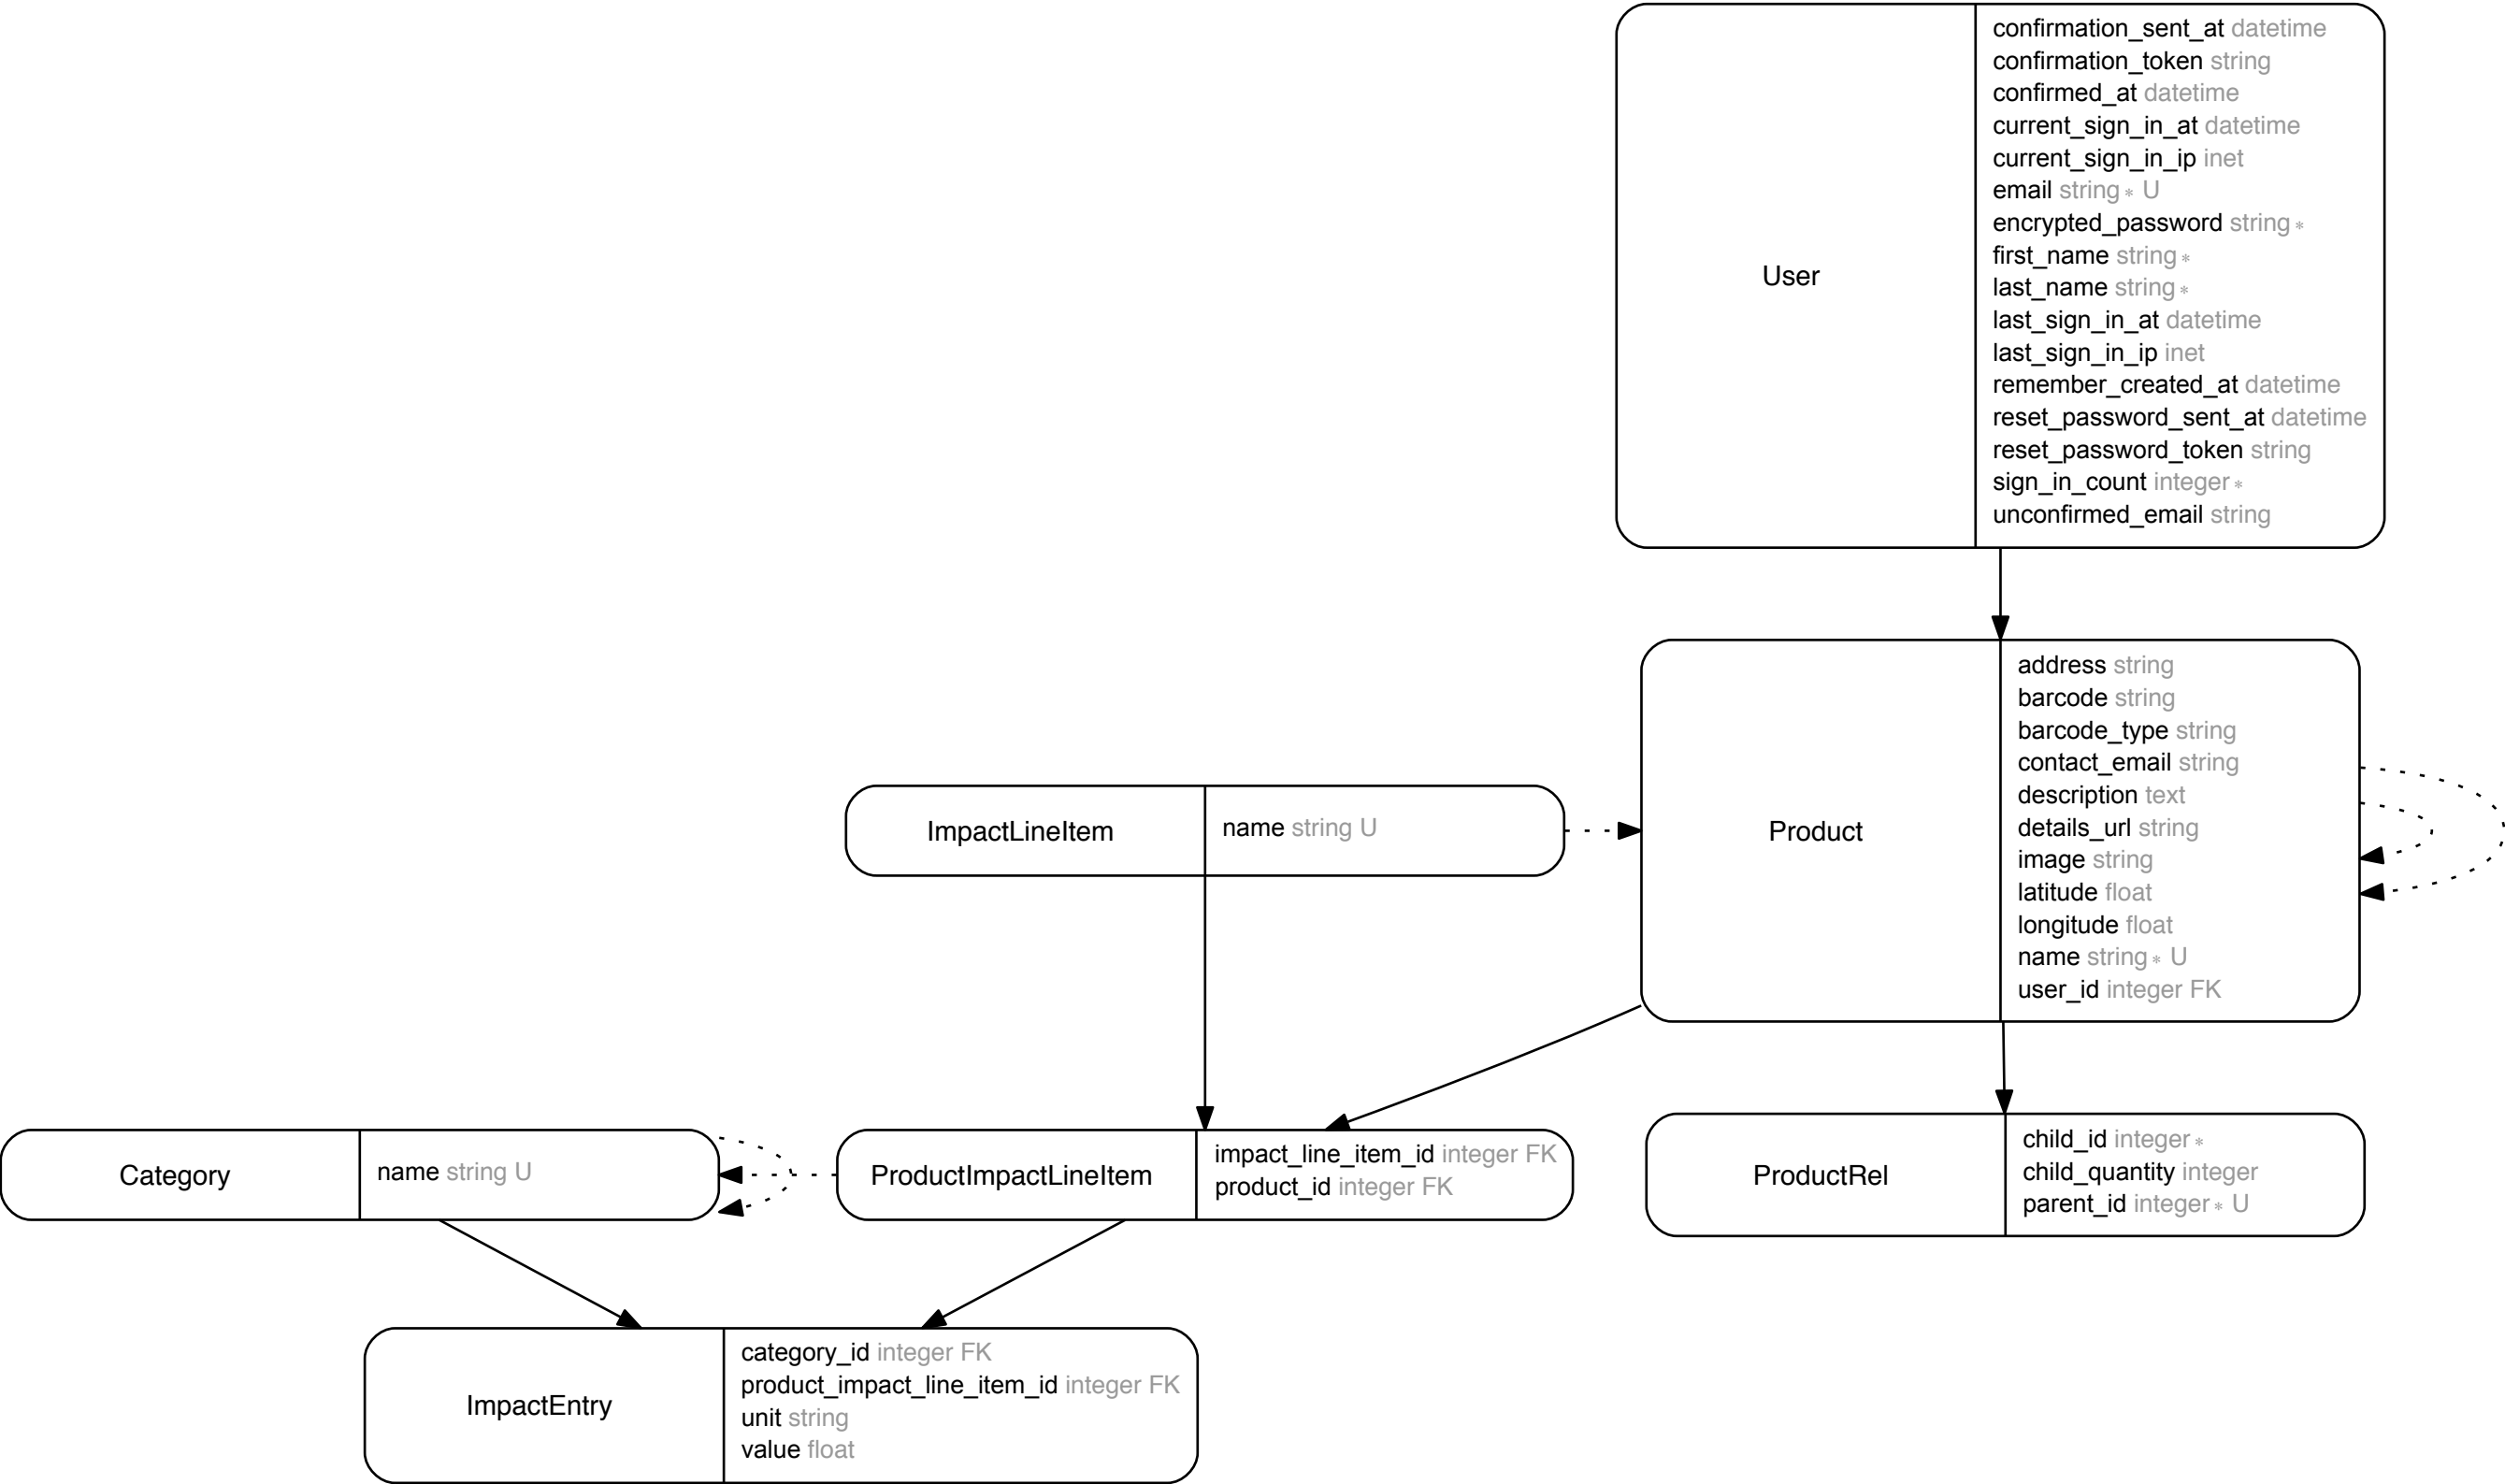 User
confirmation_sent_at datetime
confirmation_token string
confirmed_at datetime
current_sign_in_at datetime
current_sign_in_ip inet
email string∗ U
encrypted_password string∗
first_name string∗
last_name string∗
last_sign_in_at datetime
last_sign_in_ip inet
remember_created_at datetime
reset_password_sent_at datetime
reset_password_token string
sign_in_count integer∗
unconfirmed_email string
Product
address string
barcode string
barcode_type string
contact_email string
description text
details_url string
image string
latitude float
longitude float
name string∗ U
user_id integer FK
ImpactLineItem
name string U
Category
name string U
ProductImpactLineItem
impact_line_item_id integer FK
product_id integer FK
ProductRel
child_id integer∗
child_quantity integer
parent_id integer∗ U
ImpactEntry
category_id integer FK
product_impact_line_item_id integer FK
unit string
value float